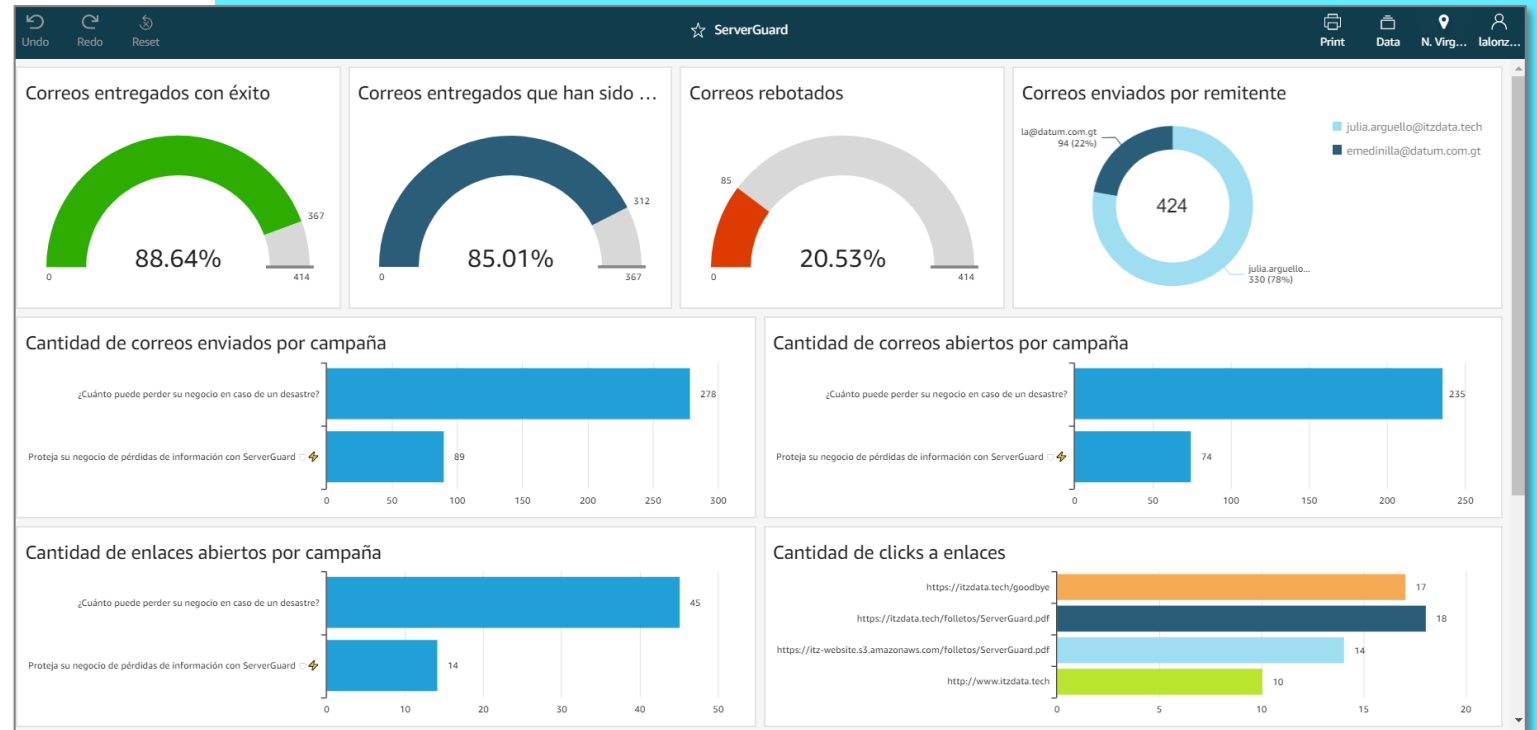 Undo
Redo
Reset
☆ ServerGuard
Print
Data
N. Virg...
lalonz...
Correos entregados con éxito
367
88.64%
0
414
Correos entregados que han sido ...
312
85.01%
0
367
Correos rebotados
85
20.53%
0
414
Correos enviados por remitente
la@datum.com.gt
94 (22%)
424
julia.arguello...
330 (78%)
julia.arguello@itzdata.tech
emedinilla@datum.com.gt
Cantidad de correos enviados por campaña
¿Cuánto puede perder su negocio en caso de un desastre?
278
Proteja su negocio de pérdidas de información con ServerGuard ⚡
89
0 50 100 150 200 250 300
Cantidad de correos abiertos por campaña
¿Cuánto puede perder su negocio en caso de un desastre?
235
Proteja su negocio de pérdidas de información con ServerGuard ⚡
74
0 50 100 150 200 250
Cantidad de enlaces abiertos por campaña
¿Cuánto puede perder su negocio en caso de un desastre?
45
Proteja su negocio de pérdidas de información con ServerGuard ⚡
14
0 10 20 30 40 50
Cantidad de clicks a enlaces
https://itzdata.tech/goodbye
17
https://itzdata.tech/folletos/ServerGuard.pdf
18
https://itz-website.s3.amazonaws.com/folletos/ServerGuard.pdf
14
http://www.itzdata.tech
10
0 5 10 15 20